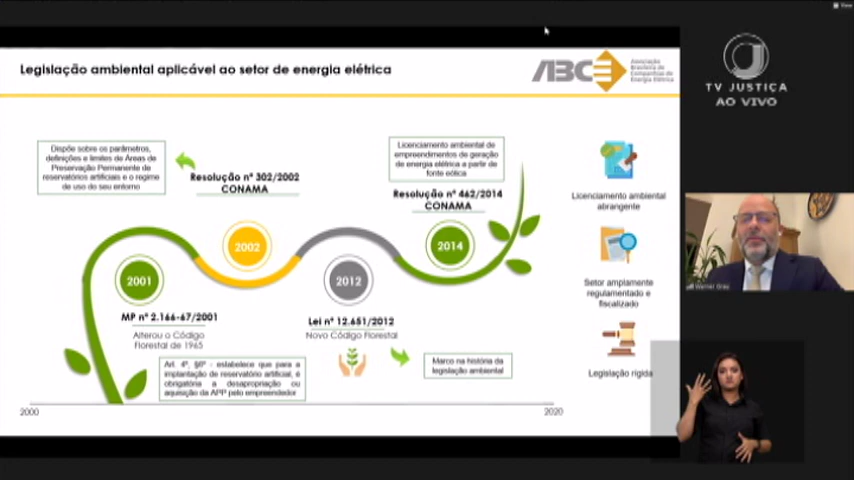 View
Legislação ambiental aplicável ao setor de energia elétrica
ABCE
Associação
Brasileira de
Companhias de
Energia Elétrica
TV JUSTIÇA
AO VIVO
Dispõe sobre os parâmetros,
definições e limites de Áreas de
Preservação Permanente de
reservatórios artificiais e o regime
de uso do seu entorno
Resolução nº 302/2002
CONAMA
Licenciamento ambiental de
empreendimentos de geração
de energia elétrica a partir de
fonte eólica
Resolução nº 462/2014
CONAMA
Licenciamento ambiental
abrangente
2001
2002
2012
2014
Setor amplamente
regulamentado e
fiscalizado
Werner Grau
MP nº 2.166-67/2001
Alterou o Código
Florestal de 1965
Lei nº 12.651/2012
Novo Código Florestal
Art. 4º, §6º - estabelece que para a
implantação de reservatório artificial, é
obrigatória a desapropriação ou
aquisição da APP pelo empreendedor
Marco na história da
legislação ambiental
Legislação rígida
2000
2020